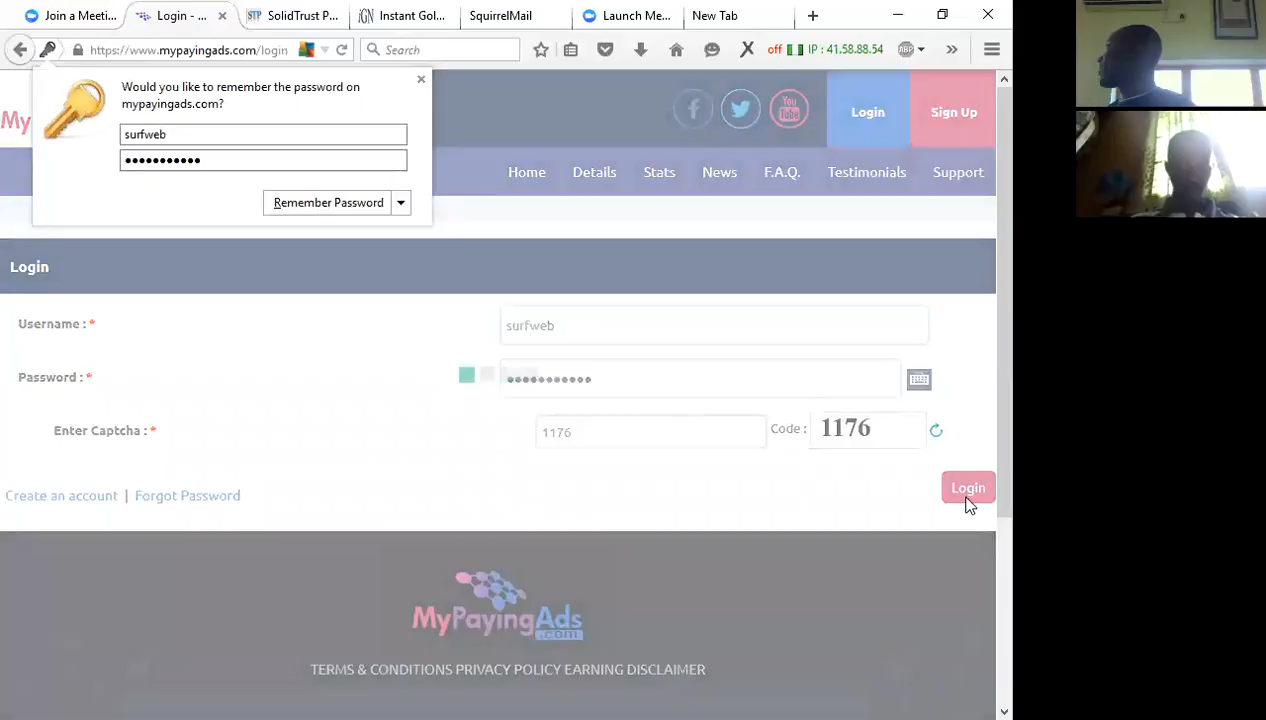 Join a Meeti...
Login - ...
SolidTrust P...
Instant Gol...
SquirrelMail
Launch Me...
New Tab
https://www.mypayingads.com/login
Search
off IP : 41.58.88.54
ABP
Would you like to remember the password on
mypayingads.com?
surfweb
Remember Password
My
You
Tube
Login
Sign Up
Home
Details
Stats
News
F.A.Q.
Testimonials
Support
Login
Username : *
surfweb
Password : *
Enter Captcha : *
1176
Code :
1176
Create an account | Forgot Password
Login
MyPayingAds
.com
TERMS & CONDITIONS PRIVACY POLICY EARNING DISCLAIMER